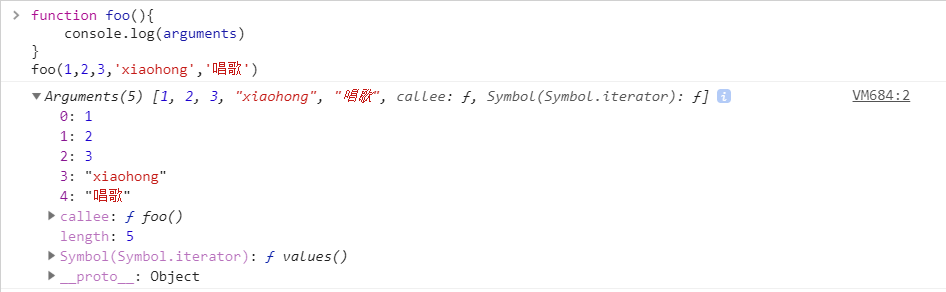 function foo(){
console.log(arguments)
}
foo(1,2,3,'xiaohong','唱歌')
Arguments(5) [1, 2, 3, "xiaohong", "唱歌", callee: ƒ, Symbol(Symbol.iterator): ƒ] i VM684:2
0: 1
1: 2
2: 3
3: "xiaohong"
4: "唱歌"
callee: ƒ foo()
length: 5
Symbol(Symbol.iterator): ƒ values()
__proto__: Object